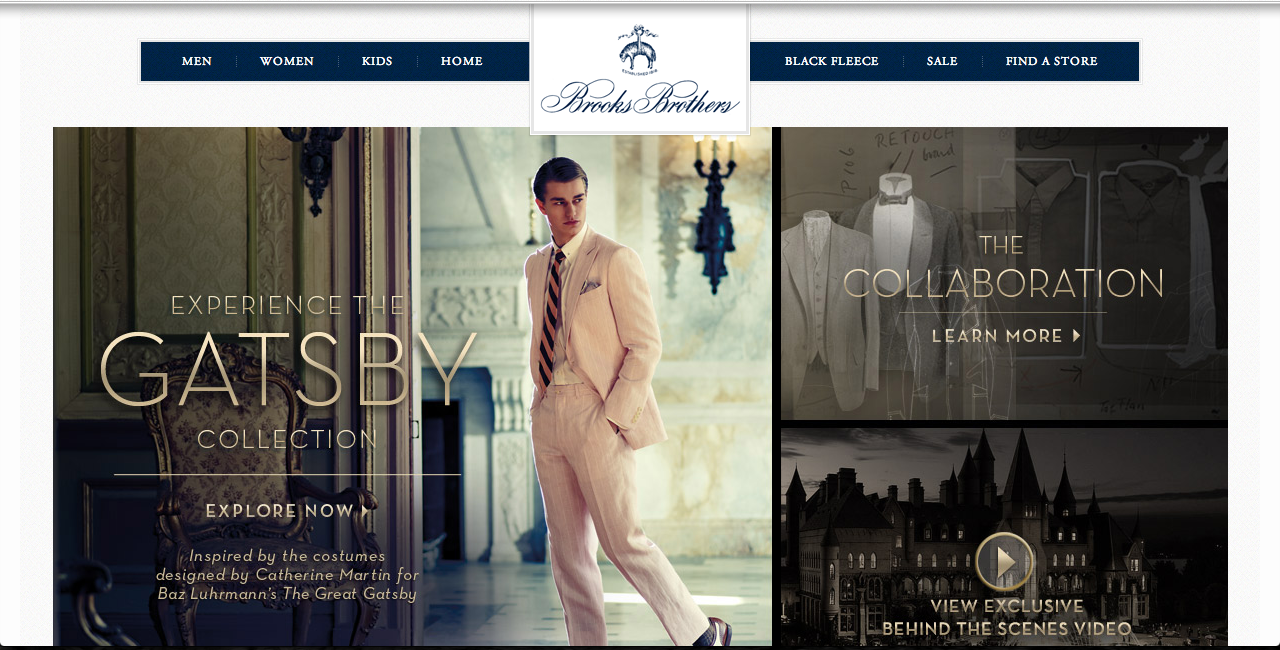 MEN
WOMEN
KIDS
HOME
ESTABLISHED 1818
Brooks Brothers
BLACK FLEECE
SALE
FIND A STORE
EXPERIENCE THE
GATSBY
COLLECTION
EXPLORE NOW
Inspired by the costumes
designed by Catherine Martin for
Baz Luhrmann's The Great Gatsby
RETOUCH
brand
THE
COLLABORATION
LEARN MORE
VIEW EXCLUSIVE
BEHIND THE SCENES VIDEO